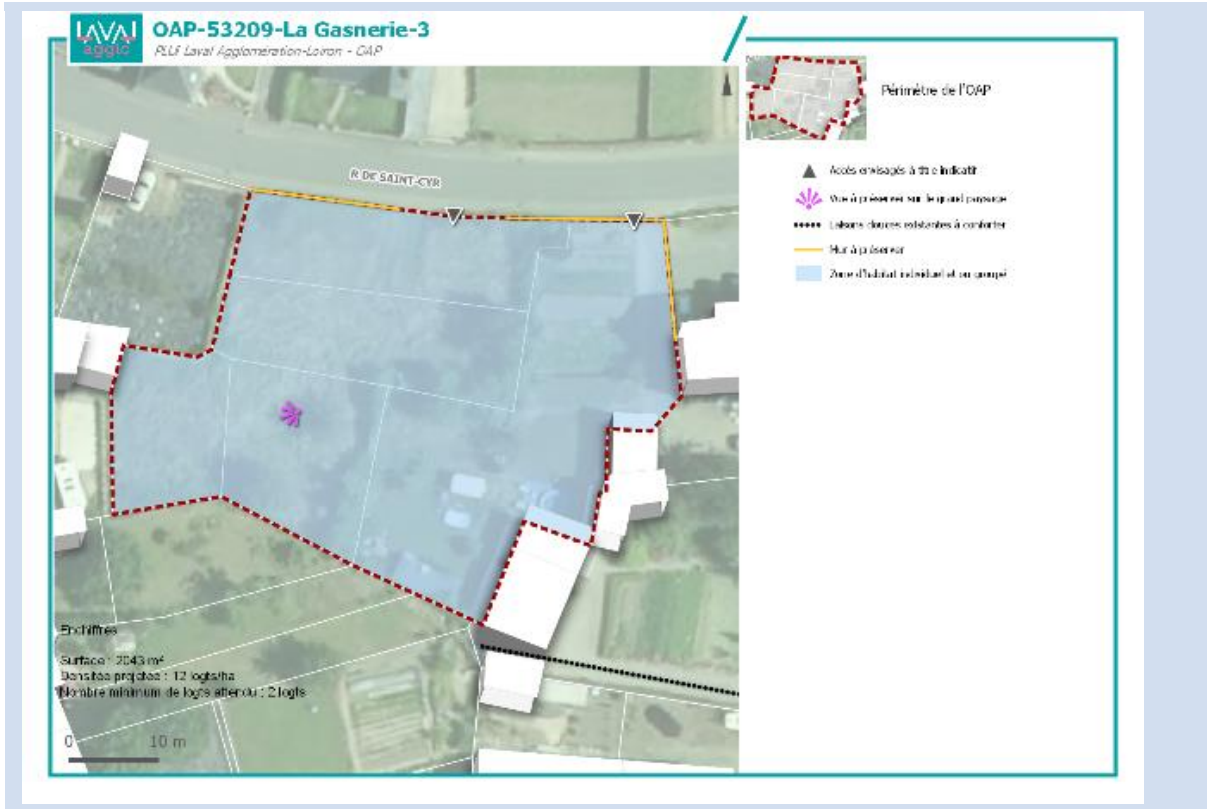 LAVAL
agglo
OAP-53209-La Gasnerie-3
PLUi Laval Agglomération-Loiron - OAP
Périmètre de l'OAP
R DE SAINT-CYR
Accès envisagés à titre indicatif
Vue à préserver sur le grand paysage
Liaisons douces existantes à conforter
Mur à préserver
Zone d'habitat individuel et ou groupé
En chiffres
Surface : 2043 m²
Densitée projetée : 12 logts/ha
Nombre minimum de logts attendu : 2 logts
0 10 m